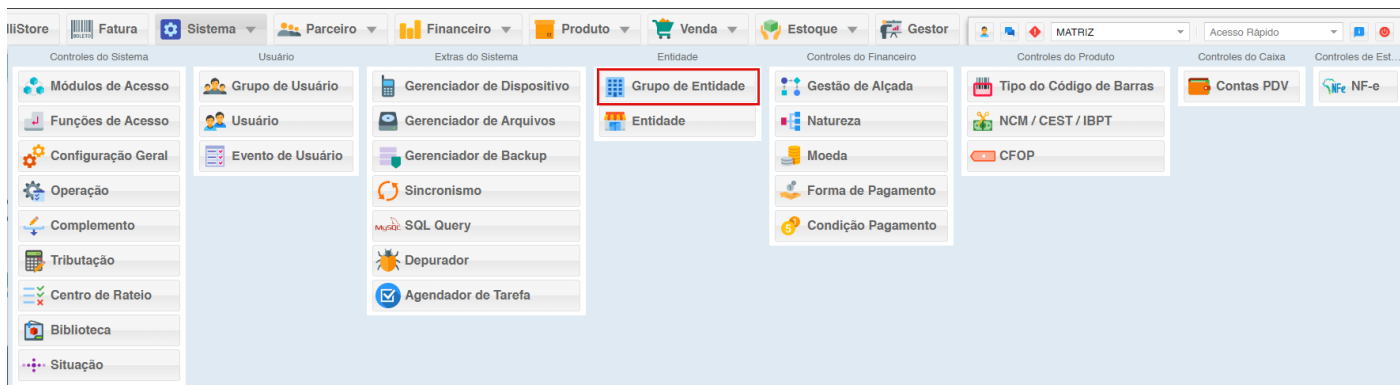 lliStore
BOLETO
Fatura
Sistema
Parceiro
Financeiro
Produto
Venda
Estoque
Gestor
MATRIZ
Acesso Rápido
Controles do Sistema
Módulos de Acesso
Funções de Acesso
Configuração Geral
Operação
Complemento
Tributação
Centro de Rateio
Biblioteca
Situação
Usuário
Grupo de Usuário
Usuário
Evento de Usuário
Extras do Sistema
Gerenciador de Dispositivo
Gerenciador de Arquivos
Gerenciador de Backup
Sincronismo
MySQL
SQL Query
Depurador
Agendador de Tarefa
Entidade
Grupo de Entidade
Entidade
Controles do Financeiro
Gestão de Alçada
Natureza
Moeda
Forma de Pagamento
Condição Pagamento
Controles do Produto
Tipo do Código de Barras
NCM / CEST / IBPT
CFOP
Controles do Caixa
Contas PDV
Controles de Est...
NFe
NF-e